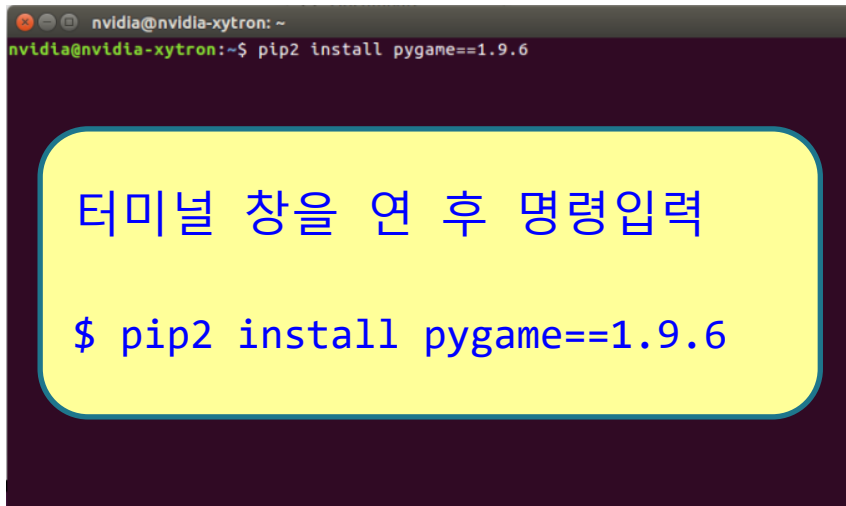 nvidia@nvidia-xytron: ~
nvidia@nvidia-xytron:~$ pip2 install pygame==1.9.6
터미널 창을 연 후 명령입력
$ pip2 install pygame==1.9.6